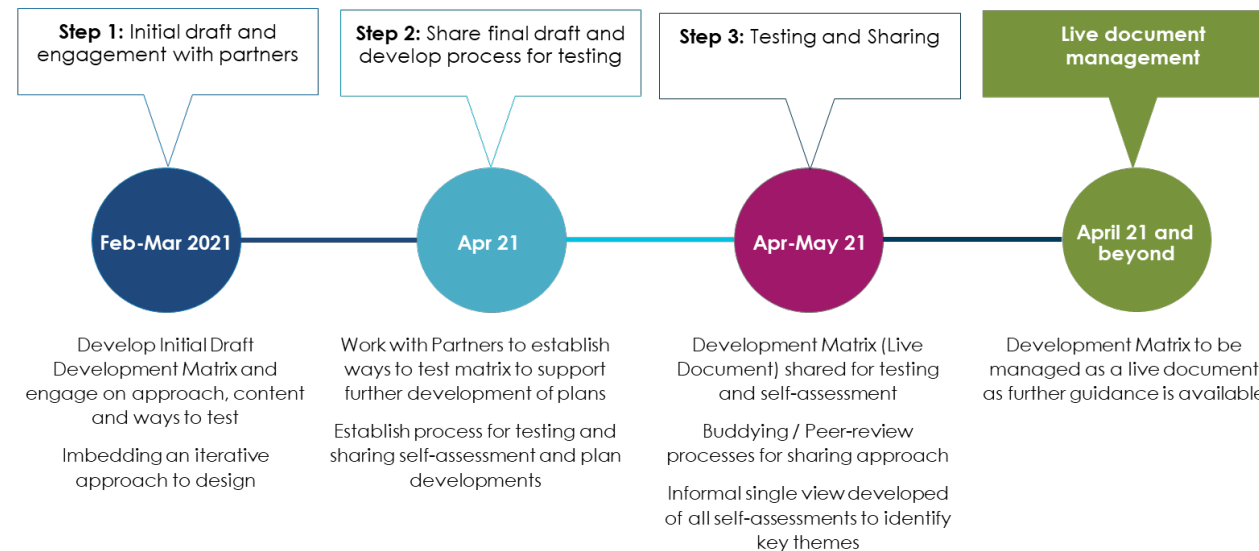 Step 1: Initial draft and
engagement with partners
Step 2: Share final draft and
develop process for testing
Step 3: Testing and Sharing
Live document
management
Feb-Mar 2021
Apr 21
Apr-May 21
April 21 and
beyond
Develop Initial Draft
Development Matrix and
engage on approach, content
and ways to test
Imbedding an iterative
approach to design
Work with Partners to establish
ways to test matrix to support
further development of plans
Establish process for testing and
sharing self-assessment and plan
developments
Development Matrix (Live
Document) shared for testing
and self-assessment
Buddying / Peer-review
processes for sharing approach
Informal single view developed
of all self-assessments to identify
key themes
Development Matrix to be
managed as a live document
as further guidance is available